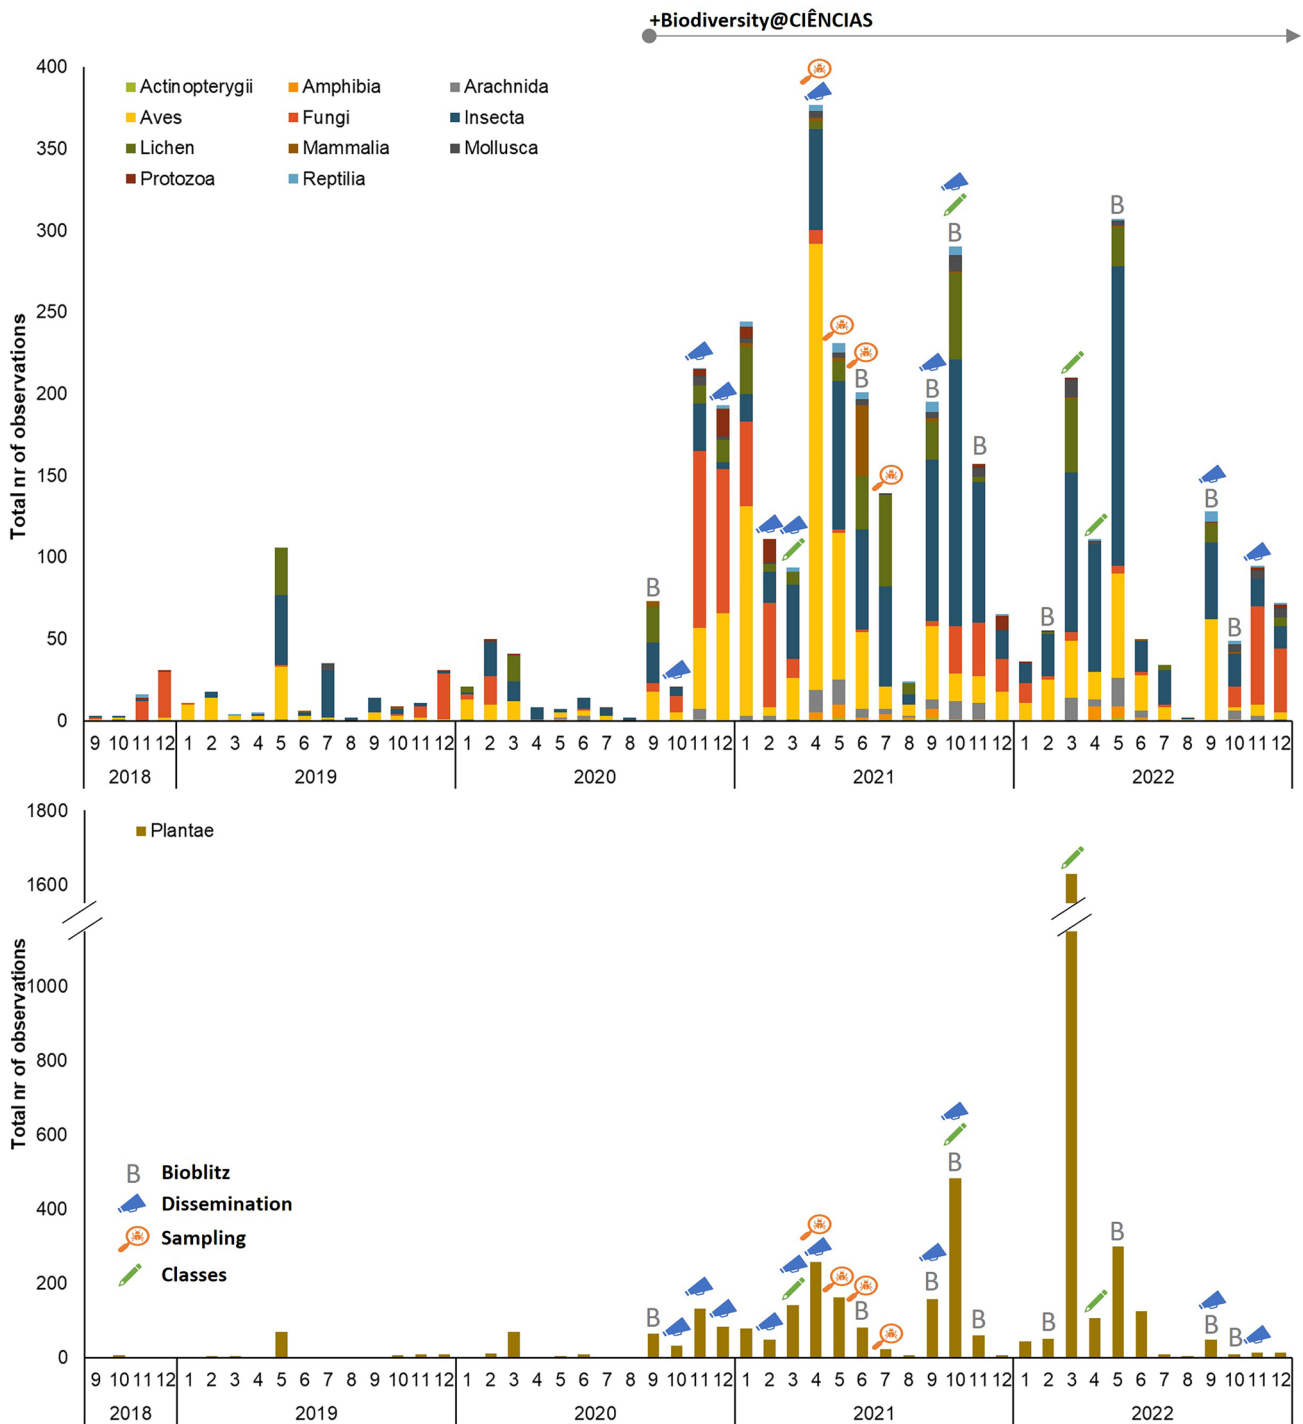 +Biodiversity@CIÊNCIAS
400
350
300
250
200
150
100
50
0
Total nr of observations
Actinopterygii Amphibia Arachnida
Aves Fungi Insecta
Lichen Mammalia Mollusca
Protozoa Reptilia
B B B B B B B B B
9 10 11 12 1 2 3 4 5 6 7 8 9 10 11 12 1 2 3 4 5 6 7 8 9 10 11 12 1 2 3 4 5 6 7 8 9 10 11 12 1 2 3 4 5 6 7 8 9 10 11 12
2018 2019 2020 2021 2022
1800
1600
1000
800
600
400
200
0
Total nr of observations
Plantae
B Bioblitz
Dissemination
Sampling
Classes
B B B B B B B B B
9 10 11 12 1 2 3 4 5 6 7 8 9 10 11 12 1 2 3 4 5 6 7 8 9 10 11 12 1 2 3 4 5 6 7 8 9 10 11 12 1 2 3 4 5 6 7 8 9 10 11 12
2018 2019 2020 2021 2022